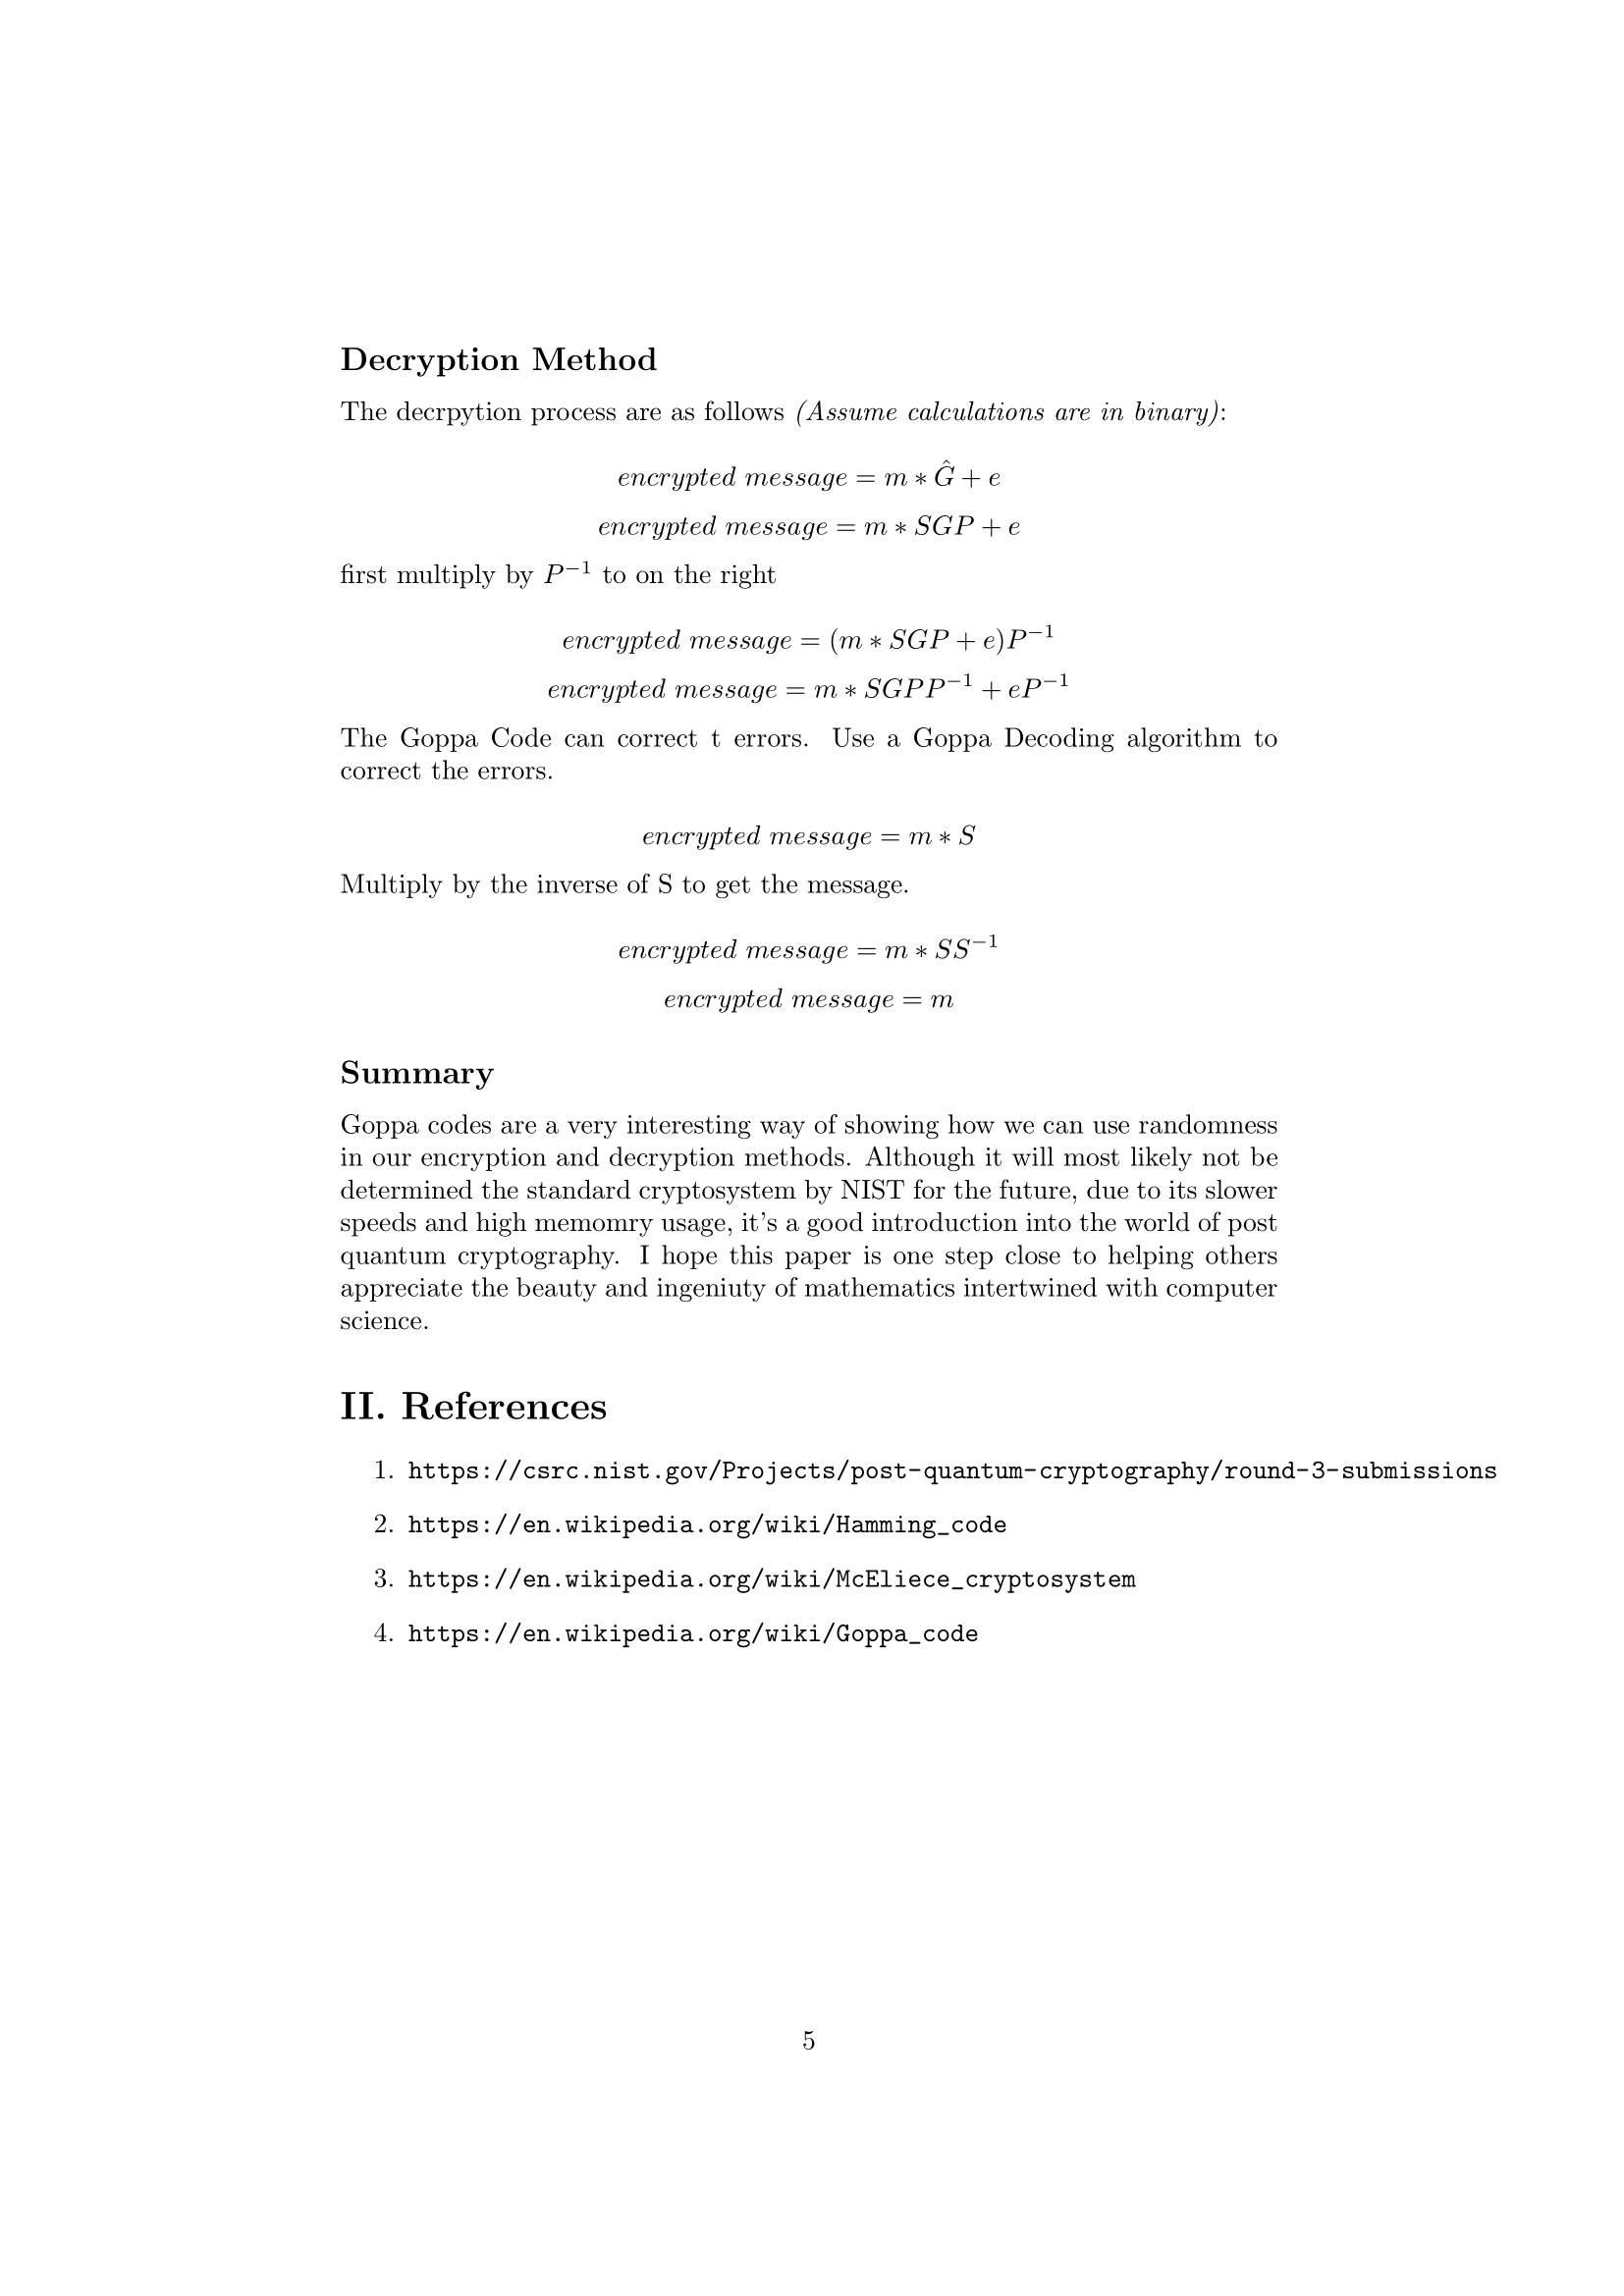 Decryption Method
The decrpytion process are as follows (Assume calculations are in binary):
encrypted message = m ∗ Ĝ + e
encrypted message = m ∗ SGP + e
first multiply by P⁻¹ to on the right
encrypted message = (m ∗ SGP + e)P⁻¹
encrypted message = m ∗ SGPP⁻¹ + eP⁻¹
The Goppa Code can correct t errors. Use a Goppa Decoding algorithm to
correct the errors.
encrypted message = m ∗ S
Multiply by the inverse of S to get the message.
encrypted message = m ∗ SS⁻¹
encrypted message = m
Summary
Goppa codes are a very interesting way of showing how we can use randomness
in our encryption and decryption methods. Although it will most likely not be
determined the standard cryptosystem by NIST for the future, due to its slower
speeds and high memomry usage, it's a good introduction into the world of post
quantum cryptography. I hope this paper is one step close to helping others
appreciate the beauty and ingeniuty of mathematics intertwined with computer
science.
II. References
1. https://csrc.nist.gov/Projects/post-quantum-cryptography/round-3-submissions
2. https://en.wikipedia.org/wiki/Hamming_code
3. https://en.wikipedia.org/wiki/McEliece_cryptosystem
4. https://en.wikipedia.org/wiki/Goppa_code
5